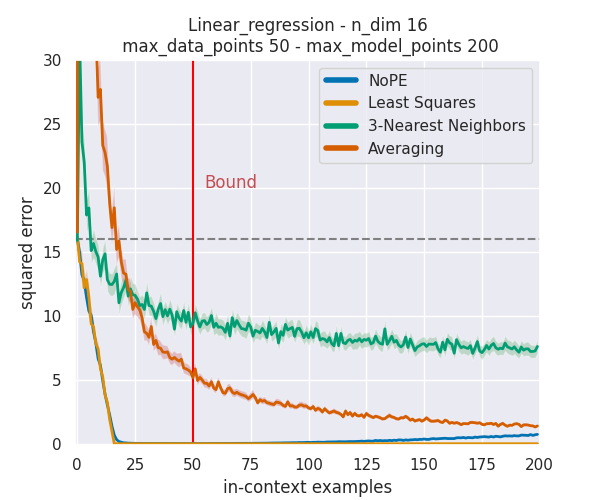 Linear_regression - n_dim 16
max_data_points 50 - max_model_points 200
30
25
20
15
10
5
0
squared error
NoPE
Least Squares
3-Nearest Neighbors
Averaging
Bound
0 25 50 75 100 125 150 175 200
in-context examples